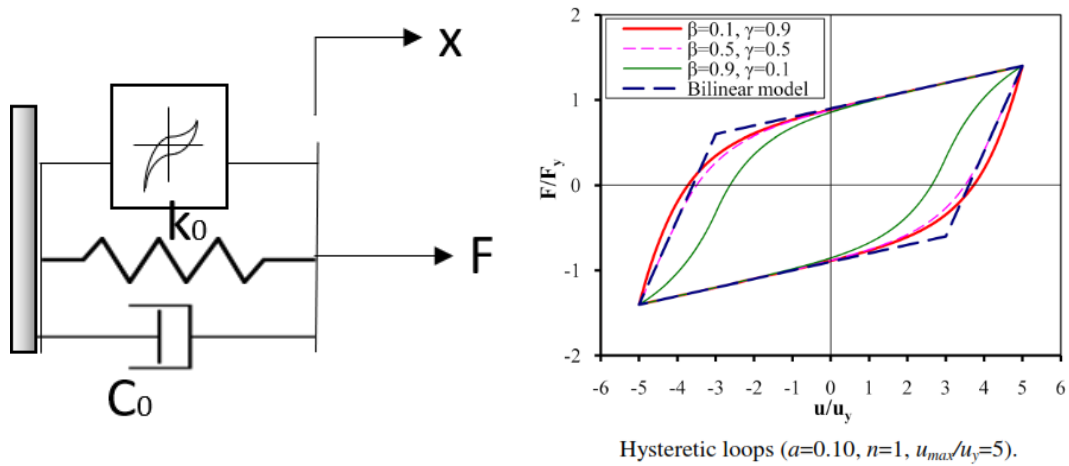 x
k₀
F
C₀
2
β=0.1, γ=0.9
β=0.5, γ=0.5
β=0.9, γ=0.1
Bilinear model
1
0
-1
-2
F/Fy
-6 -5 -4 -3 -2 -1 0 1 2 3 4 5 6
u/uy
Hysteretic loops (a=0.10, n=1, umax/uy=5).